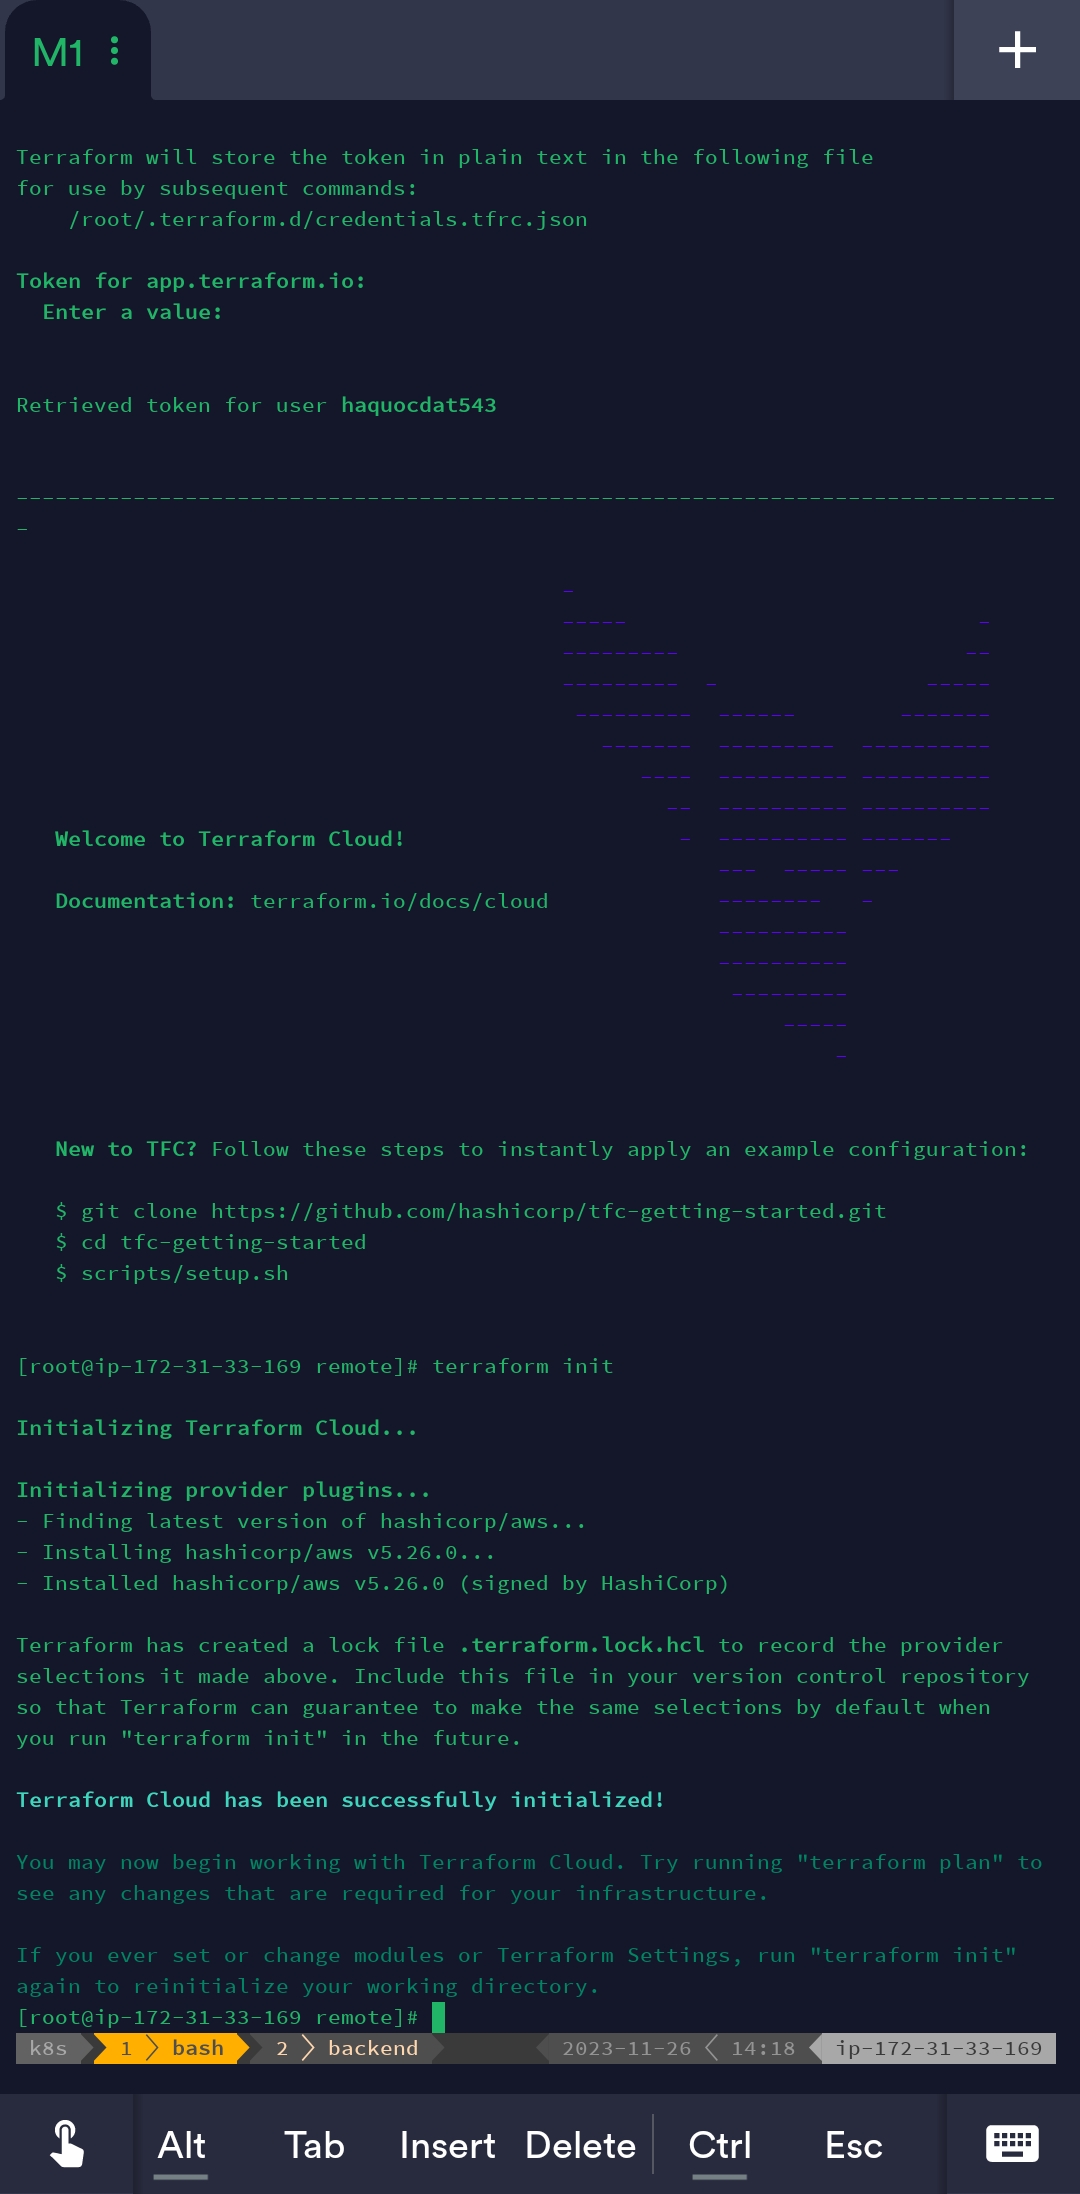 M1
Terraform will store the token in plain text in the following file
for use by subsequent commands:
/root/.terraform.d/credentials.tfrc.json
Token for app.terraform.io:
Enter a value:
Retrieved token for user haquocdat543
--------------------------------------------------------------------------------
-
-
----- -
--------- --
--------- - -----
--------- ------ -------
------- --------- ----------
---- ---------- ----------
-- ---------- ----------
Welcome to Terraform Cloud! - ---------- -------
--- ----- ---
Documentation: terraform.io/docs/cloud -------- -
----------
----------
---------
-----
-
New to TFC? Follow these steps to instantly apply an example configuration:
$ git clone https://github.com/hashicorp/tfc-getting-started.git
$ cd tfc-getting-started
$ scripts/setup.sh
[root@ip-172-31-33-169 remote]# terraform init
Initializing Terraform Cloud...
Initializing provider plugins...
- Finding latest version of hashicorp/aws...
- Installing hashicorp/aws v5.26.0...
- Installed hashicorp/aws v5.26.0 (signed by HashiCorp)
Terraform has created a lock file .terraform.lock.hcl to record the provider
selections it made above. Include this file in your version control repository
so that Terraform can guarantee to make the same selections by default when
you run "terraform init" in the future.
Terraform Cloud has been successfully initialized!
You may now begin working with Terraform Cloud. Try running "terraform plan" to
see any changes that are required for your infrastructure.
If you ever set or change modules or Terraform Settings, run "terraform init"
again to reinitialize your working directory.
[root@ip-172-31-33-169 remote]#
k8s 1 bash 2 backend 2023-11-26 14:18 ip-172-31-33-169
Alt Tab Insert Delete Ctrl Esc